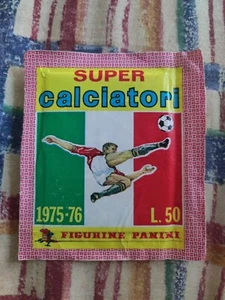 SUPER
calciatori
1975-76 L.50
FIGURINE PANINI